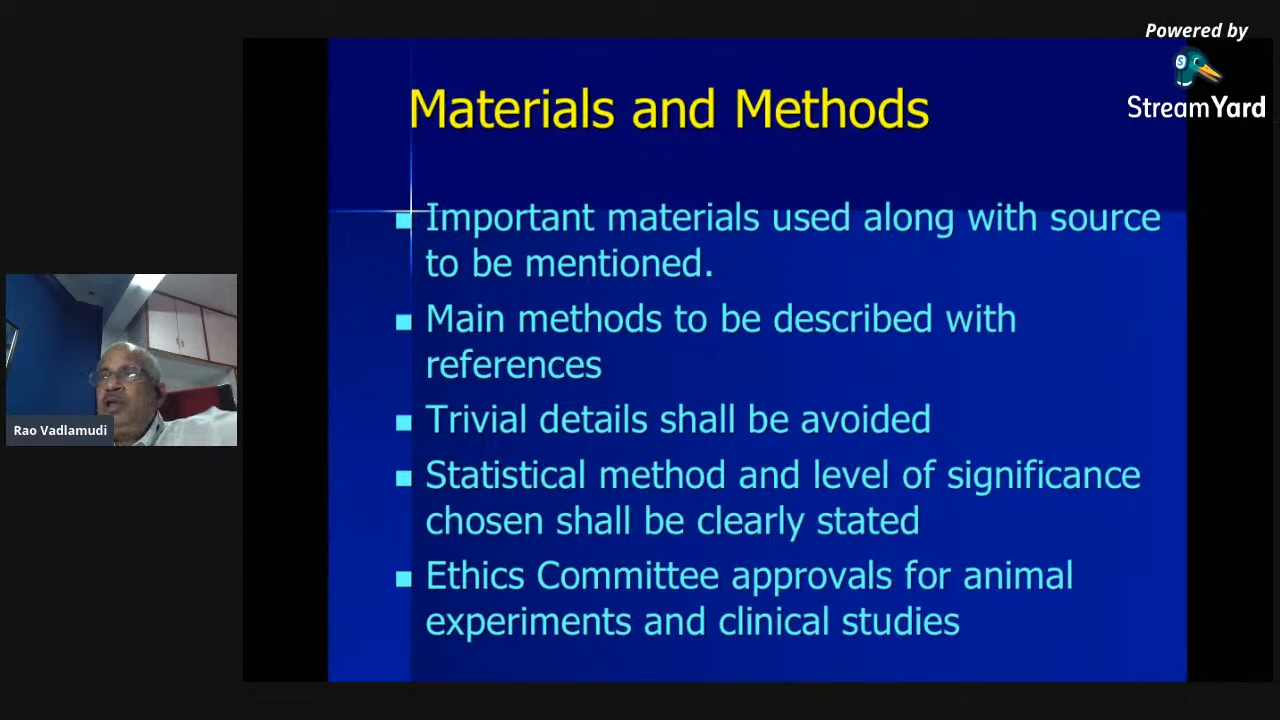 Powered by
StreamYard
Materials and Methods
Important materials used along with source
to be mentioned.
Main methods to be described with
references
Trivial details shall be avoided
Statistical method and level of significance
chosen shall be clearly stated
Ethics Committee approvals for animal
experiments and clinical studies
Rao Vadlamudi